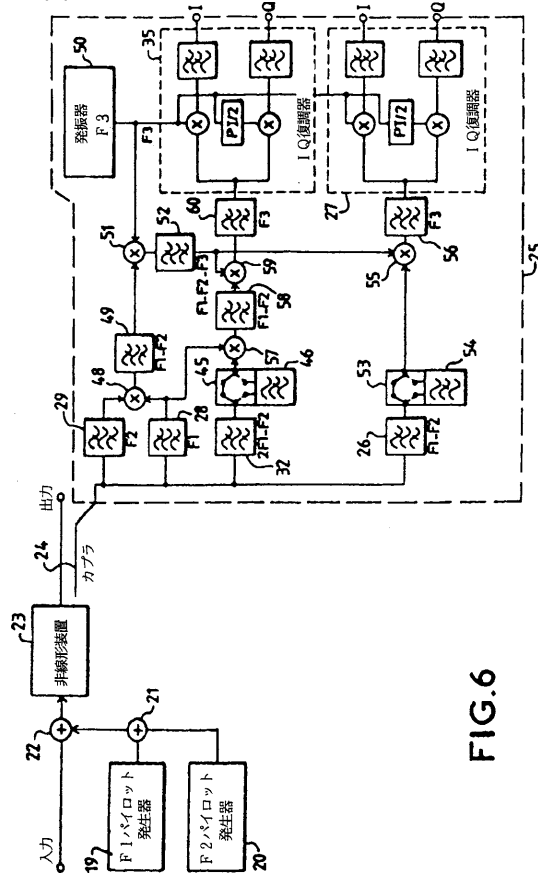 入力
22
+
21
+
19
F1パイロット
発生器
20
F2パイロット
発生器
23
非線形装置
24
カプラ
出力
25
29
F2
28
F1
32
2F1-F2
26
F1-F2
48
X
49
F1-F2
51
X
52
F1-F2-F3
50
発振器
F3
F3
45
46
57
X
58
F1-F2
59
X
60
F3
35
X
PI/2
X
IQ復調器
I
Q
53
54
55
X
56
F3
27
X
PI/2
X
IQ復調器
I
Q
FIG.6